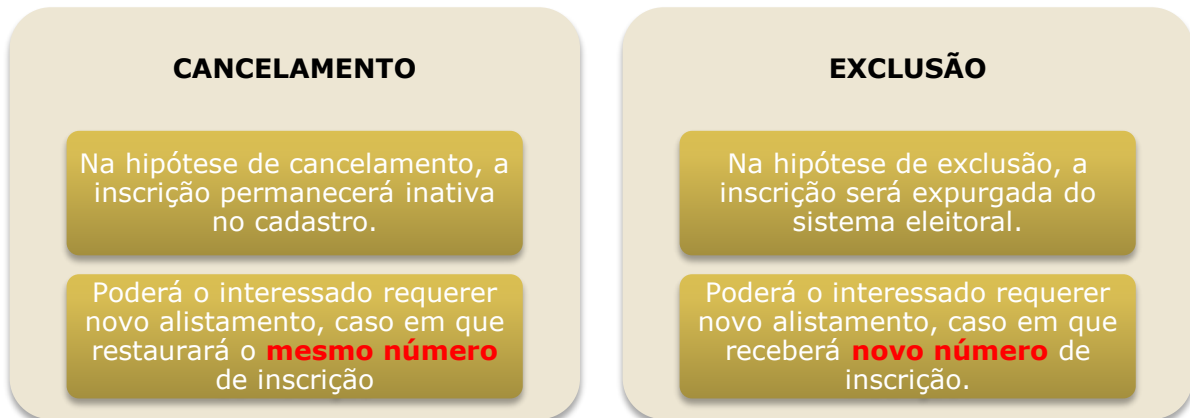 CANCELAMENTO
Na hipótese de cancelamento, a
inscrição permanecerá inativa
no cadastro.
Poderá o interessado requerer
novo alistamento, caso em que
restaurará o mesmo número
de inscrição
EXCLUSÃO
Na hipótese de exclusão, a
inscrição será expurgada do
sistema eleitoral.
Poderá o interessado requerer
novo alistamento, caso em que
receberá novo número de
inscrição.